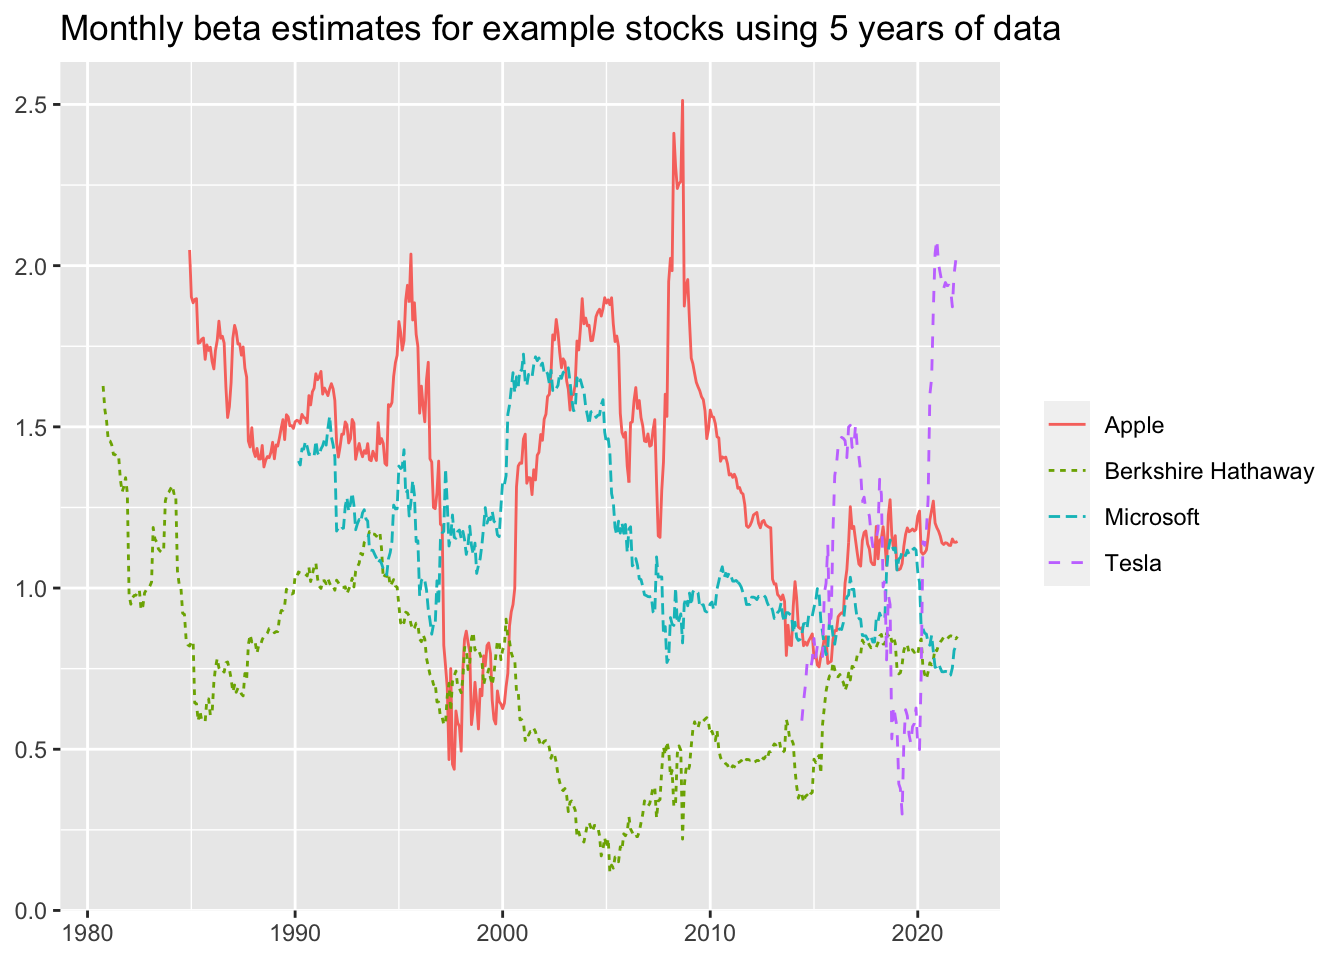 Monthly beta estimates for example stocks using 5 years of data
2.5
2.0
1.5
1.0
0.5
0.0
1980
1990
2000
2010
2020
Apple
Berkshire Hathaway
Microsoft
Tesla